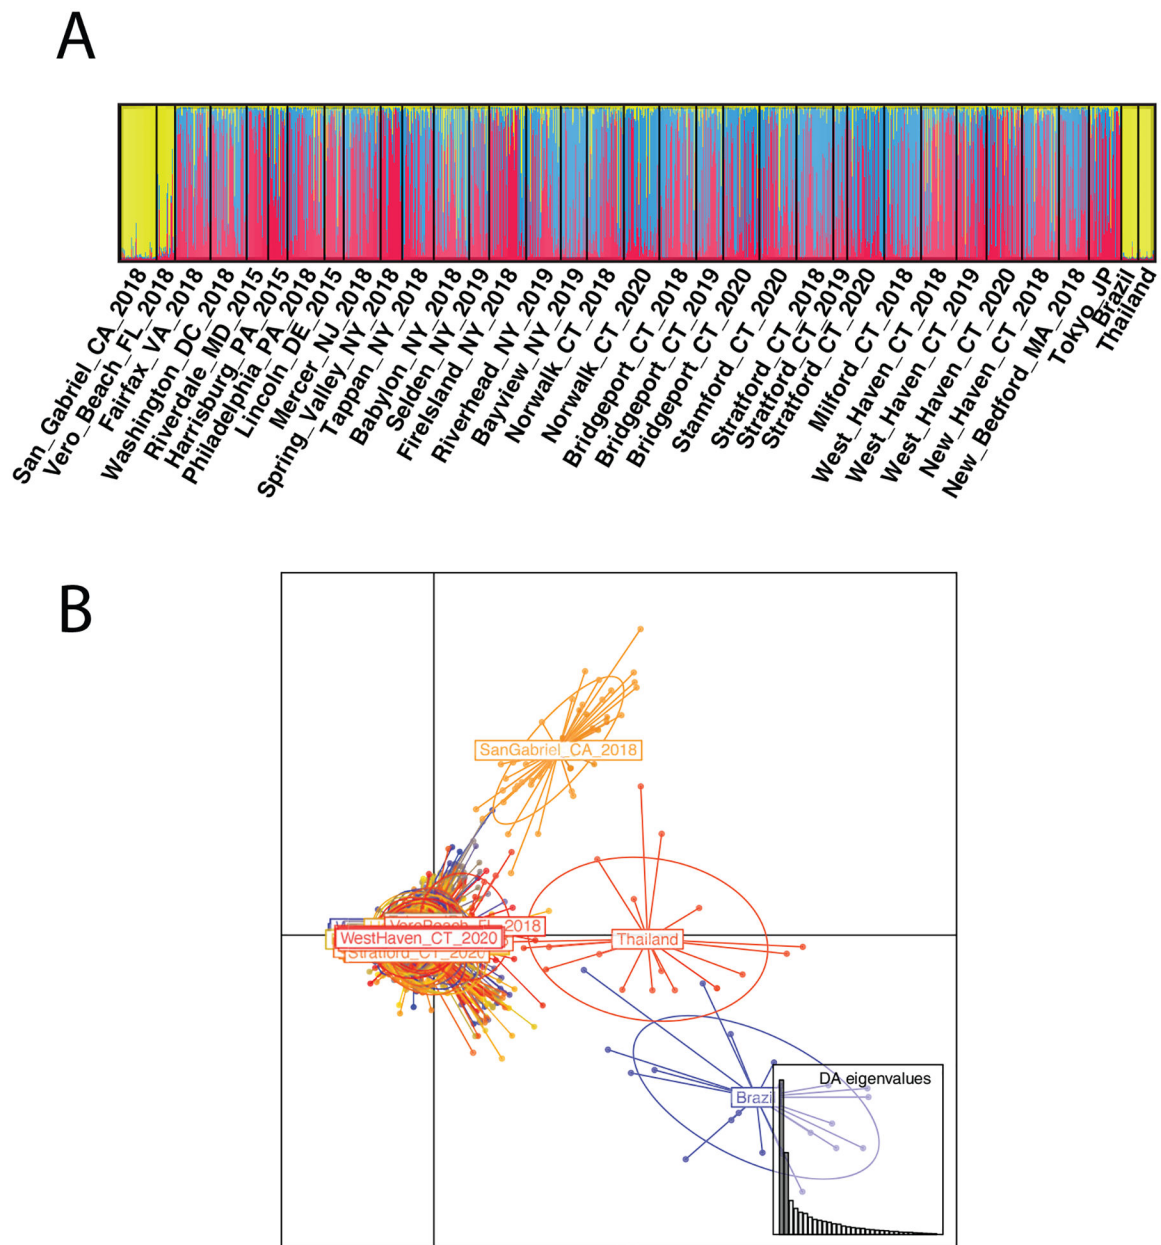 A
San_Gabriel_CA_2018
Vero_Beach_FL_2018
Fairfax_VA_2018
Washington_DC_2018
Riverdale_MD_2015
Harrisburg_PA_2015
Philadelphia_PA_2018
Lincoln_DE_2015
Mercer_NJ_2018
Spring_Valley_NY_2018
Tappan_NY_2018
Babylon_NY_2018
Selden_NY_2019
FireIsland_NY_2018
Riverhead_NY_2019
Bayview_NY_2019
Norwalk_CT_2018
Norwalk_CT_2020
Bridgeport_CT_2018
Bridgeport_CT_2019
Bridgeport_CT_2020
Stamford_CT_2020
Stratford_CT_2018
Stratford_CT_2019
Stratford_CT_2020
Milford_CT_2018
West_Haven_CT_2018
West_Haven_CT_2019
West_Haven_CT_2020
New_Haven_CT_2018
New_Bedford_MA_2018
Tokyo_JP
Brazil
Thailand
B
SanGabriel_CA_2018
VeroBeach_FL_2018
WestHaven_CT_2020
Stratford_CT_2020
Thailand
Brazil
DA eigenvalues